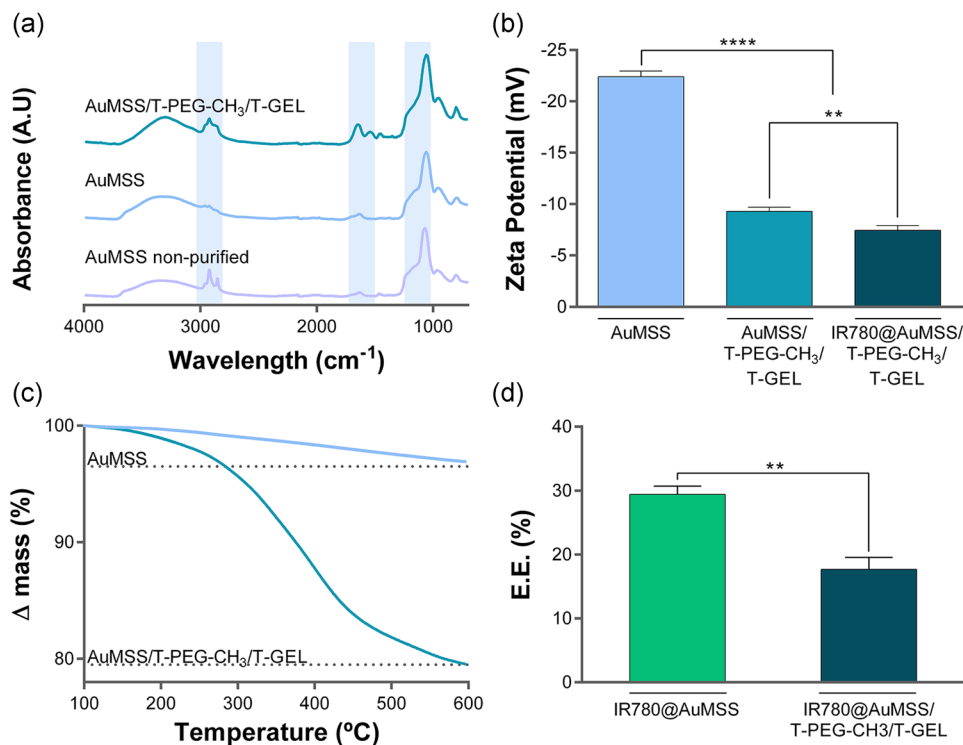 (a)
Absorbance (A.U)
AuMSS/T-PEG-CH₃/T-GEL
AuMSS
AuMSS non-purified
4000 3000 2000 1000
Wavelength (cm⁻¹)
(b)
Zeta Potential (mV)
-25
-20
-15
-10
-5
0
****
**
AuMSS
AuMSS/
T-PEG-CH₃/
T-GEL
IR780@AuMSS/
T-PEG-CH₃/
T-GEL
(c)
Δ mass (%)
100
90
80
AuMSS
AuMSS/T-PEG-CH₃/T-GEL
100 200 300 400 500 600
Temperature (ºC)
(d)
E.E. (%)
40
30
20
10
0
**
IR780@AuMSS
IR780@AuMSS/
T-PEG-CH3/T-GEL